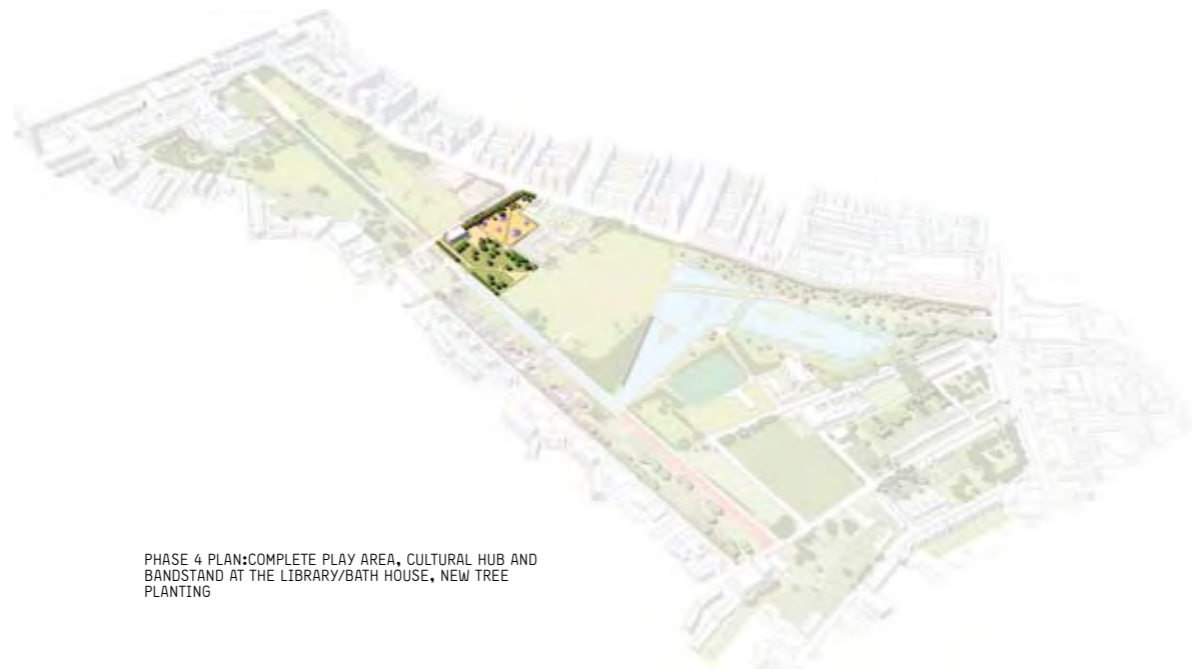 PHASE 4 PLAN:COMPLETE PLAY AREA, CULTURAL HUB AND
BANDSTAND AT THE LIBRARY/BATH HOUSE, NEW TREE
PLANTING